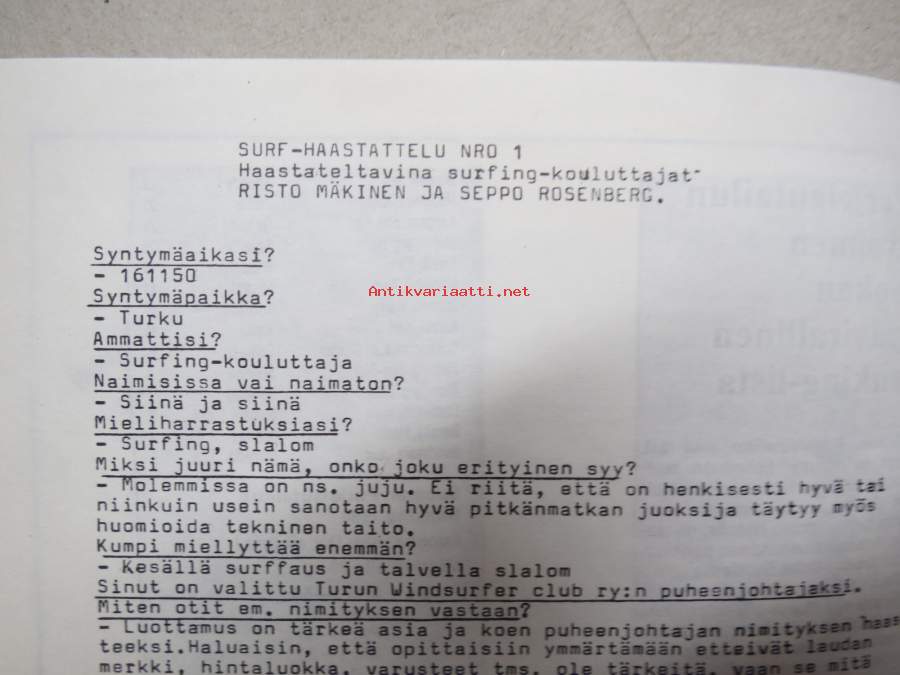 SURF-HAASTATTELU NRO 1
Haastateltavina surfing-kouluttajat
RISTO MÄKINEN JA SEPPO ROSENBERG.
Syntymäaikasi?
- 161150
Antikvariaatti.net
Syntymäpaikka?
- Turku
Ammattisi?
- Surfing-kouluttaja
Naimisissa vai naimaton?
- Siinä ja siinä
Mieliharrastuksiasi?
- Surfing, slalom
Miksi juuri nämä, onko joku erityinen syy?
- Molemmissa on ns. juju. Ei riitä, että on henkisesti hyvä tai
niinkuin usein sanotaan hyvä pitkänmatkan juoksija täytyy myös
huomioida tekninen taito.
Kumpi miellyttää enemmän?
- Kesällä surffaus ja talvella slalom
Sinut on valittu Turun Windsurfer club ry:n puheenjohtajaksi.
Miten otit em. nimityksen vastaan?
- Luottamus on tärkeä asia ja koen puheenjohtajan nimityksen haas
teeksi.Haluaisin, että opittaisiin ymmärtämään etteivät laudan
merkki, hintaluokka, varusteet tms. ole tärkeitä, vaan se mitä